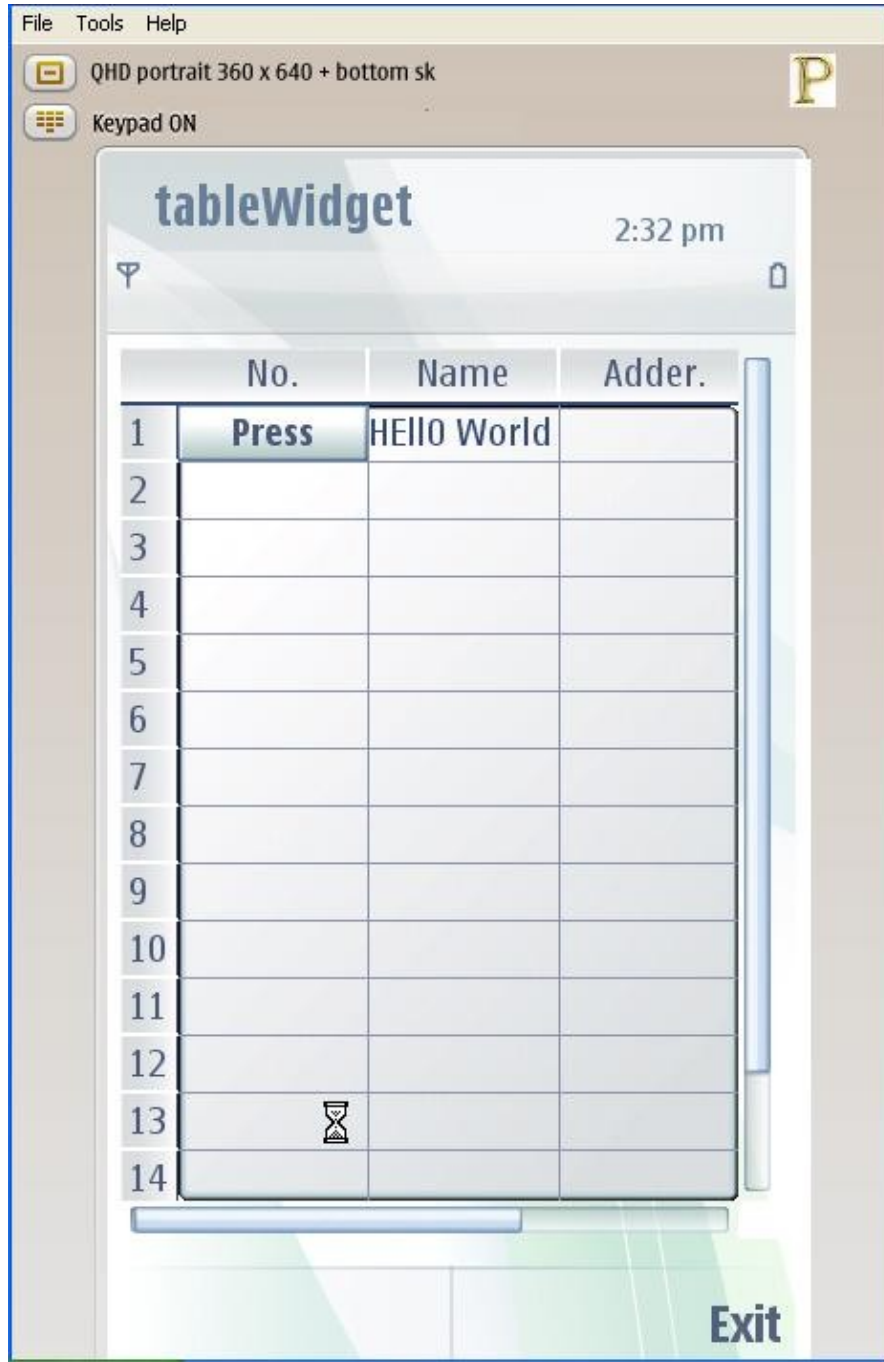 File Tools Help
QHD portrait 360 x 640 + bottom sk
P
Keypad ON
tableWidget
2:32 pm
No. Name Adder.
1 Press HEll0 World
2
3
4
5
6
7
8
9
10
11
12
13
14
Exit